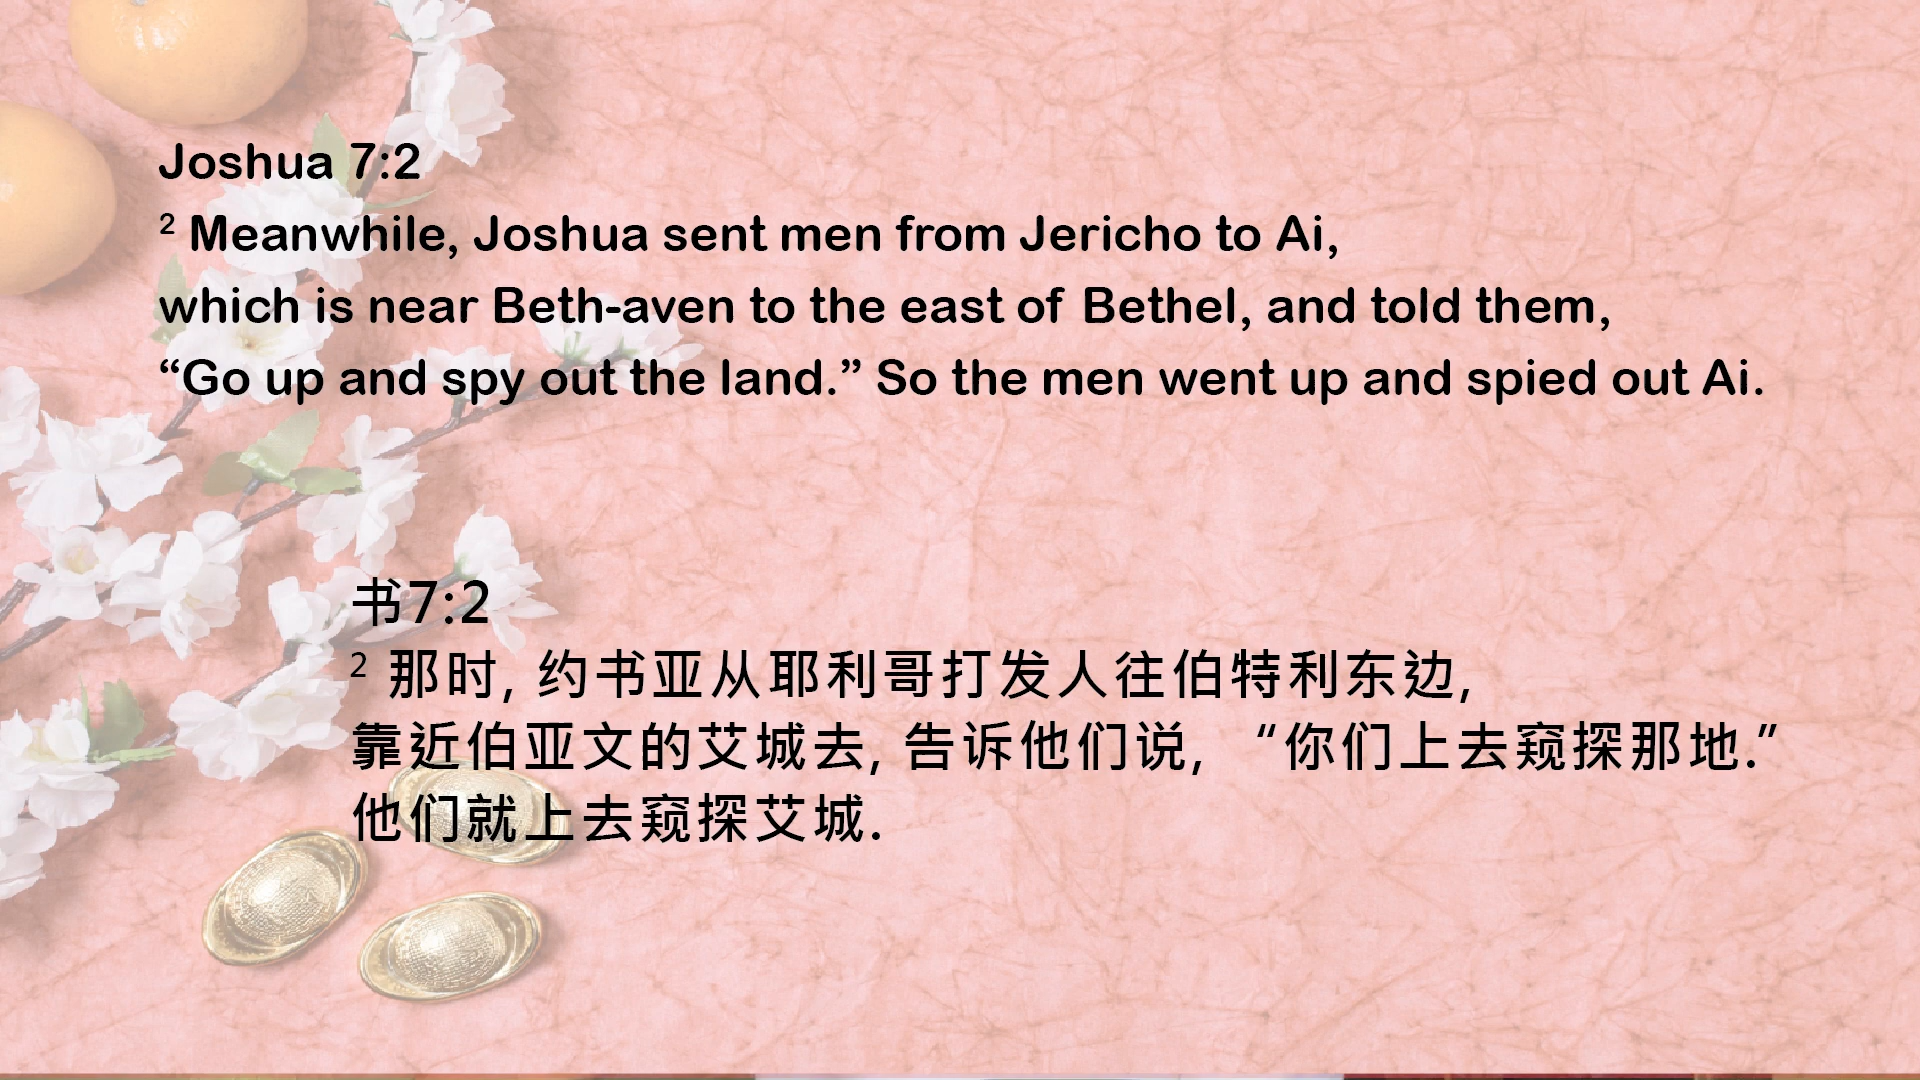 Joshua 7:2
2 Meanwhile, Joshua sent men from Jericho to Ai,
which is near Beth-aven to the east of Bethel, and told them,
“Go up and spy out the land.” So the men went up and spied out Ai.
书7:2
2 那时, 约书亚从耶利哥打发人往伯特利东边,
靠近伯亚文的艾城去, 告诉他们说, “你们上去窥探那地.”
他们就上去窥探艾城.